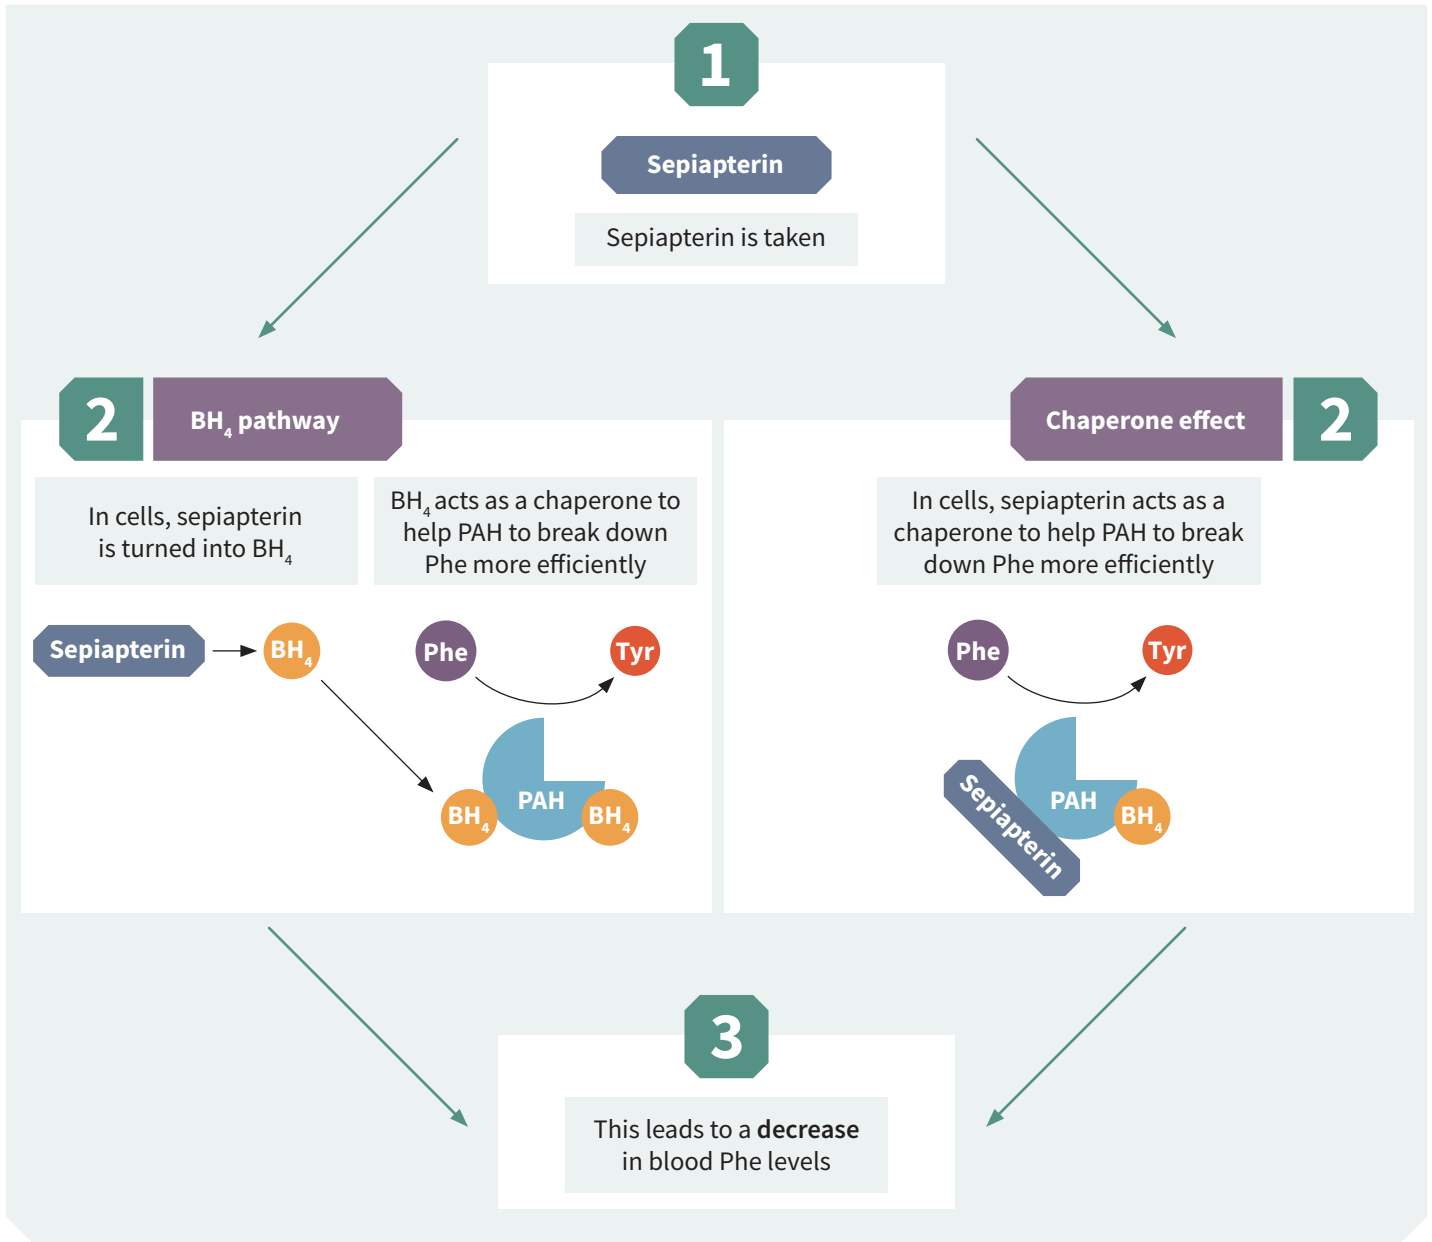 1
Sepiapterin
Sepiapterin is taken
2
BH₄ pathway
In cells, sepiapterin
is turned into BH₄
BH₄ acts as a chaperone to
help PAH to break down
Phe more efficiently
Sepiapterin
BH₄
Phe
Tyr
PAH
BH₄
BH₄
Chaperone effect
2
In cells, sepiapterin acts as a
chaperone to help PAH to break
down Phe more efficiently
Phe
Tyr
Sepiapterin
PAH
BH₄
3
This leads to a decrease
in blood Phe levels